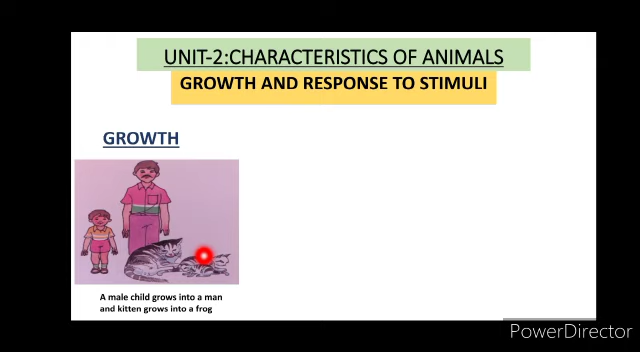 UNIT-2:CHARACTERISTICS OF ANIMALS
GROWTH AND RESPONSE TO STIMULI
GROWTH
A male child grows into a man
and kitten grows into a frog
PowerDirector